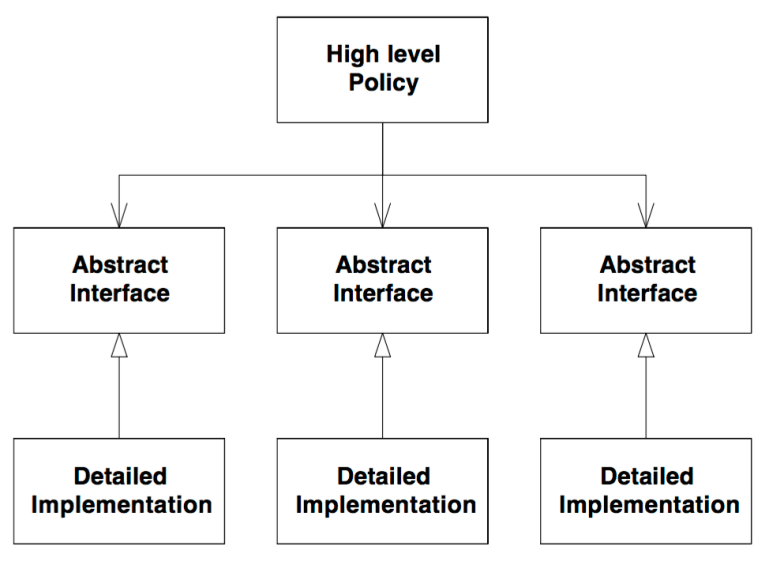 High level
Policy
Abstract
Interface
Abstract
Interface
Abstract
Interface
Detailed
Implementation
Detailed
Implementation
Detailed
Implementation